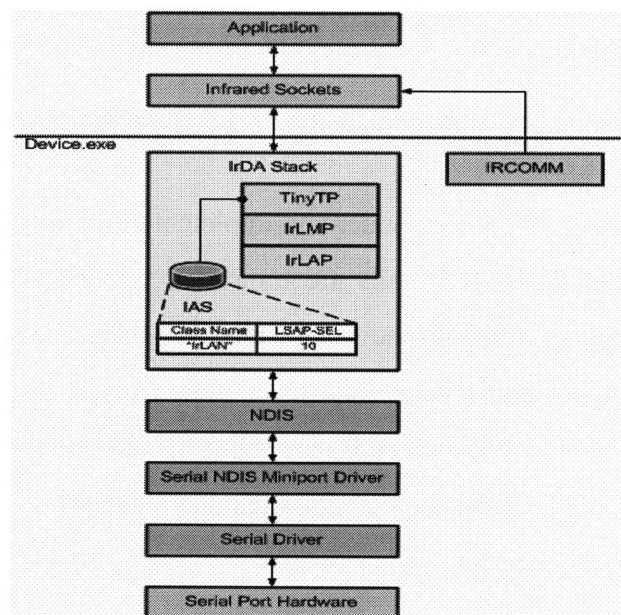 Application
Infrared Sockets
Device.exe
IrDA Stack
IRCOMM
TinyTP
IrLMP
IrLAP
IAS
Class Name LSAP-SEL
"IrLAN" 10
NDIS
Serial NDIS Miniport Driver
Serial Driver
Serial Port Hardware